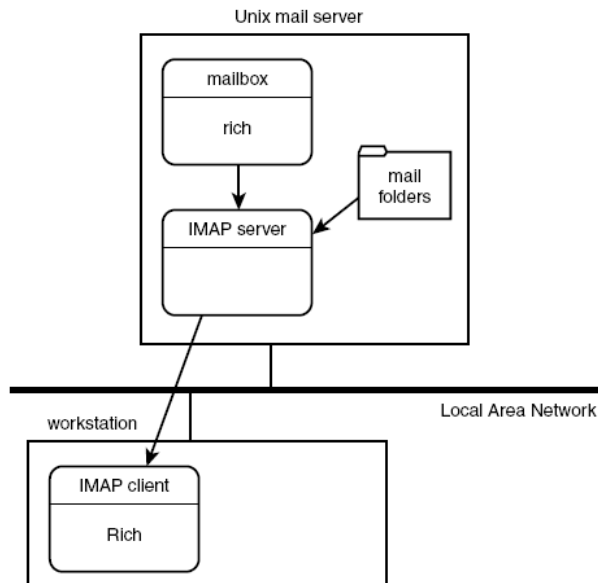 Unix mail server
mailbox
rich
mail
folders
IMAP server
Local Area Network
workstation
IMAP client
Rich